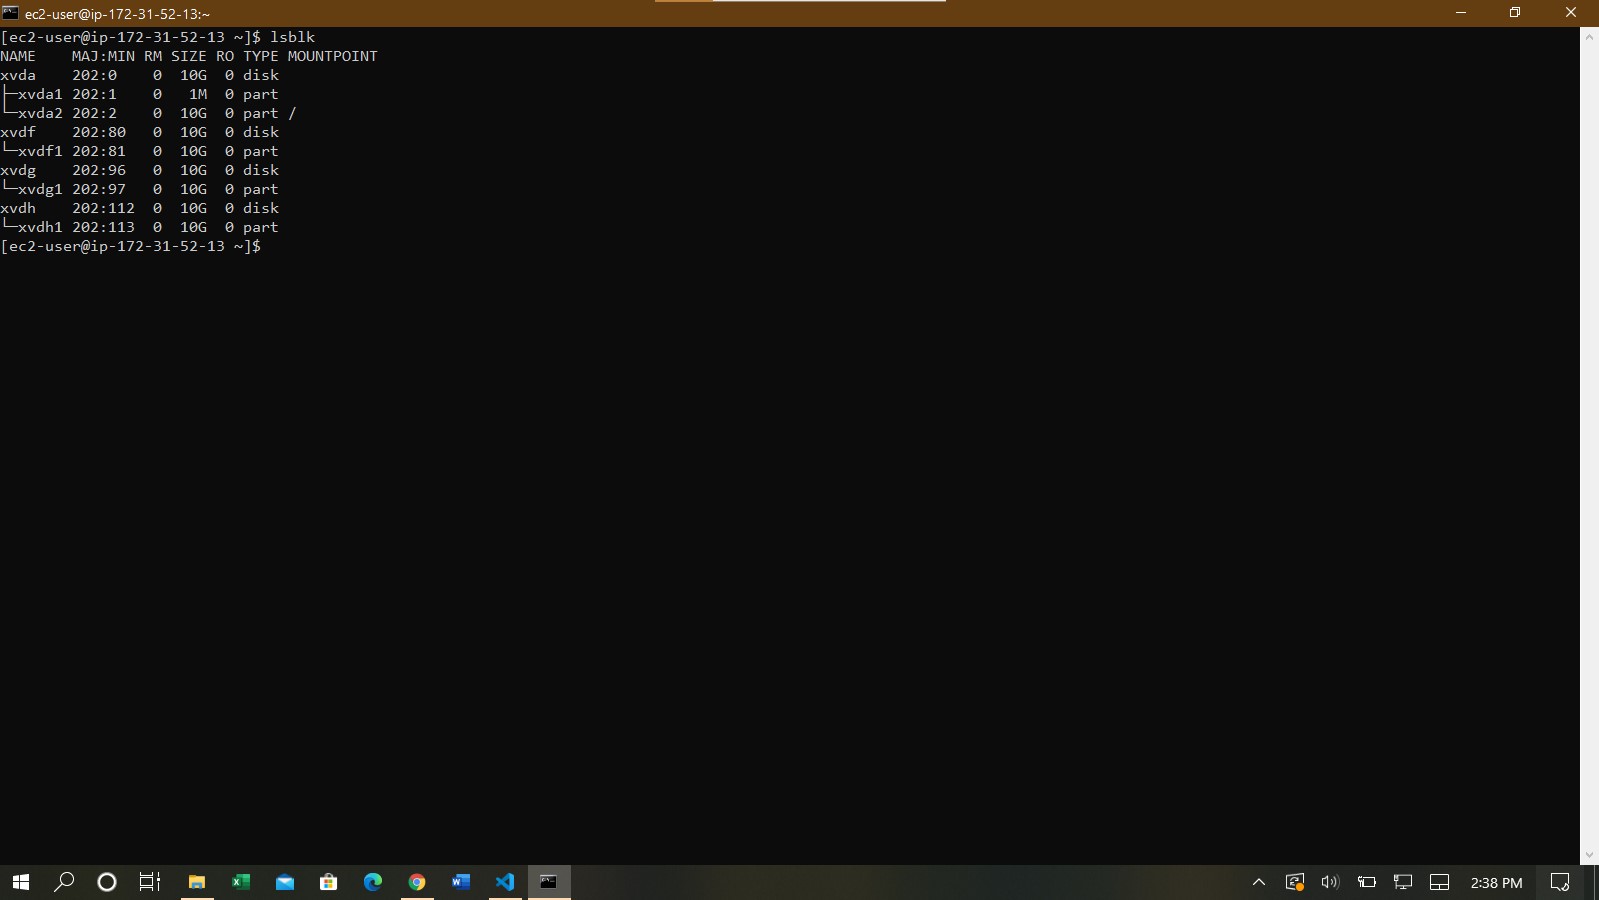 ec2-user@ip-172-31-52-13:~
[ec2-user@ip-172-31-52-13 ~]$ lsblk
NAME    MAJ:MIN RM SIZE RO TYPE MOUNTPOINT
xvda    202:0    0  10G  0 disk
├─xvda1 202:1    0   1M  0 part
└─xvda2 202:2    0  10G  0 part /
xvdf    202:80   0  10G  0 disk
└─xvdf1 202:81   0  10G  0 part
xvdg    202:96   0  10G  0 disk
└─xvdg1 202:97   0  10G  0 part
xvdh    202:112  0  10G  0 disk
└─xvdh1 202:113  0  10G  0 part
[ec2-user@ip-172-31-52-13 ~]$
2:38 PM